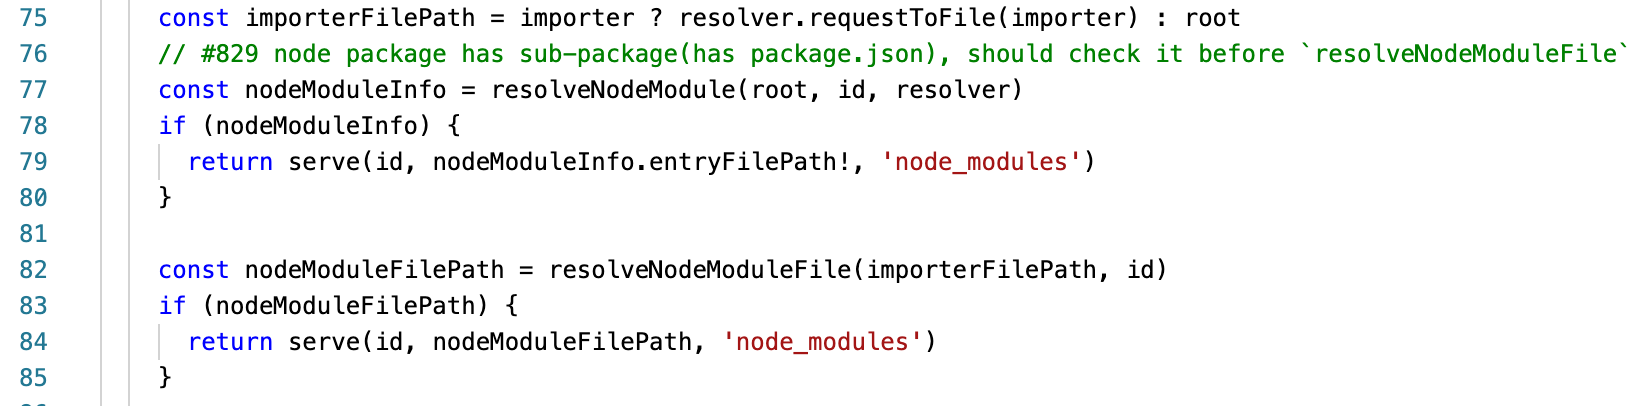 75 const importerFilePath = importer ? resolver.requestToFile(importer) : root
76 // #829 node package has sub-package(has package.json), should check it before `resolveNodeModuleFile`
77 const nodeModuleInfo = resolveNodeModule(root, id, resolver)
78 if (nodeModuleInfo) {
79 return serve(id, nodeModuleInfo.entryFilePath!, 'node_modules')
80 }
81
82 const nodeModuleFilePath = resolveNodeModuleFile(importerFilePath, id)
83 if (nodeModuleFilePath) {
84 return serve(id, nodeModuleFilePath, 'node_modules')
85 }